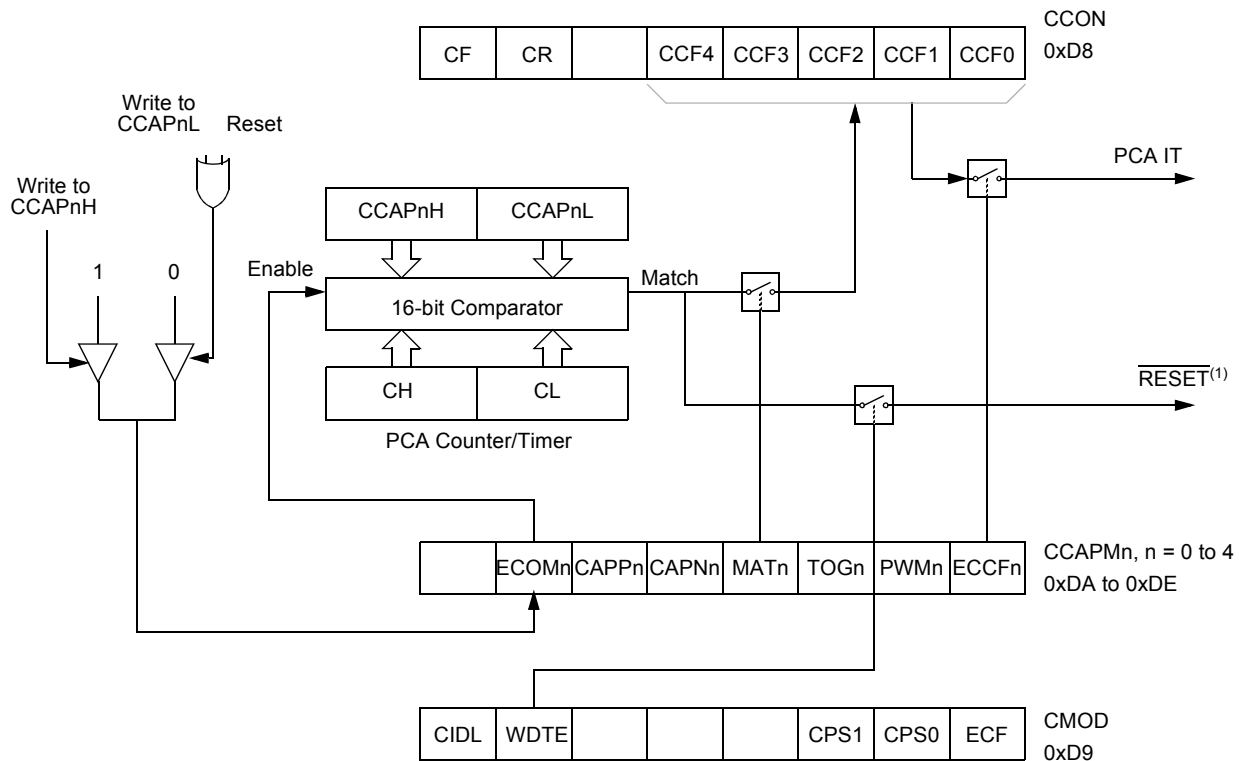 CF CR CCF4 CCF3 CCF2 CCF1 CCF0
CCON
0xD8
Write to
CCAPnL
Reset
PCA IT
Write to
CCAPnH
CCAPnH CCAPnL
1 0
Enable
Match
16-bit Comparator
CH CL
RESET(1)
PCA Counter/Timer
ECOMn CAPPn CAPNn MATn TOGn PWMn ECCFn
CCAPMn, n = 0 to 4
0xDA to 0xDE
CIDL WDTE CPS1 CPS0 ECF
CMOD
0xD9